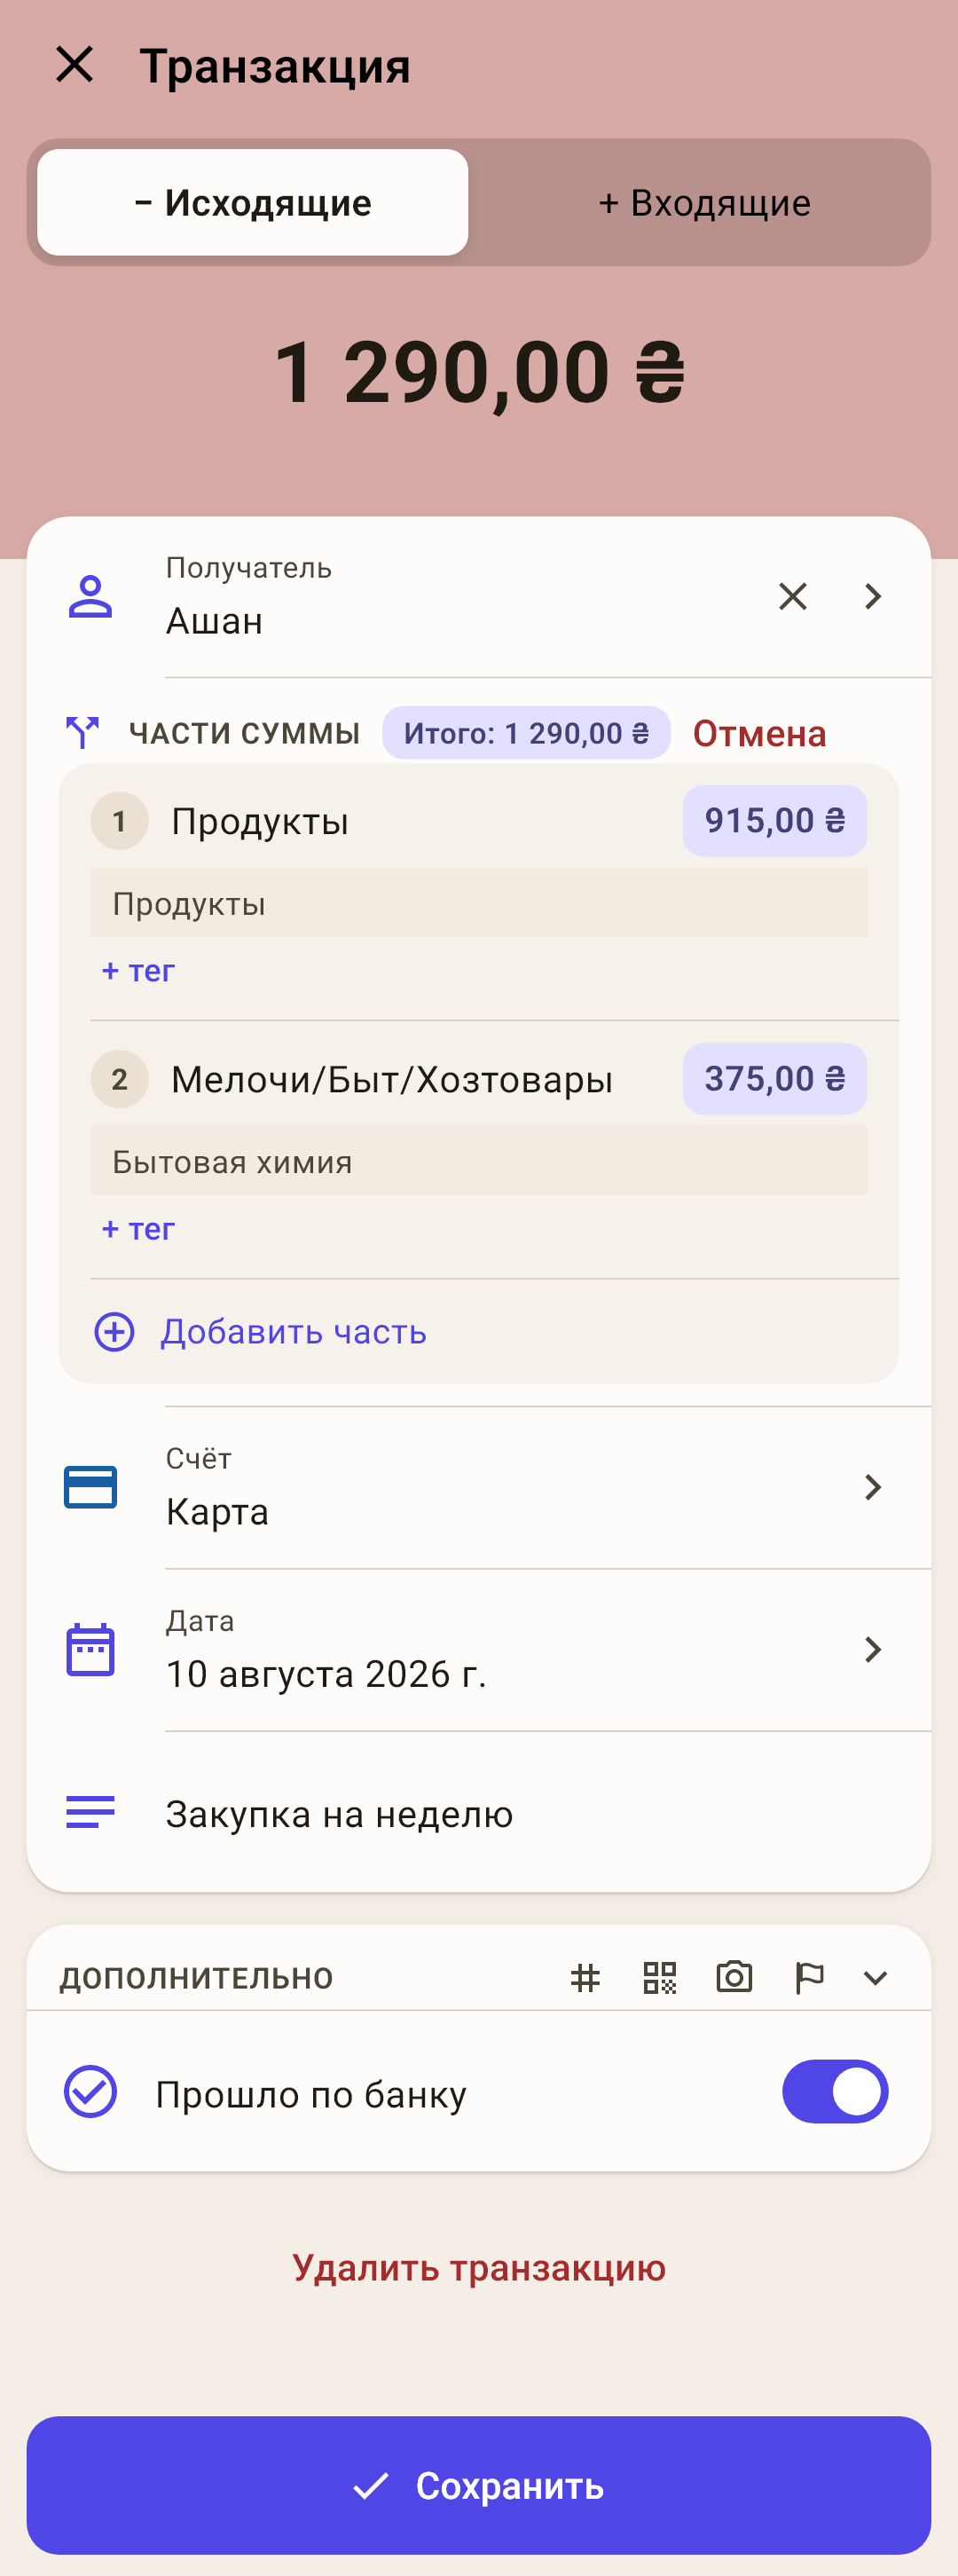 Транзакция
− Исходящие
+ Входящие
1 290,00 ₴
Получатель
Ашан
ЧАСТИ СУММЫ Итого: 1 290,00 ₴ Отмена
1 Продукты 915,00 ₴
Продукты
+ тег
2 Мелочи/Быт/Хозтовары 375,00 ₴
Бытовая химия
+ тег
Добавить часть
Счёт
Карта
Дата
10 августа 2026 г.
Закупка на неделю
ДОПОЛНИТЕЛЬНО
Прошло по банку
Удалить транзакцию
Сохранить